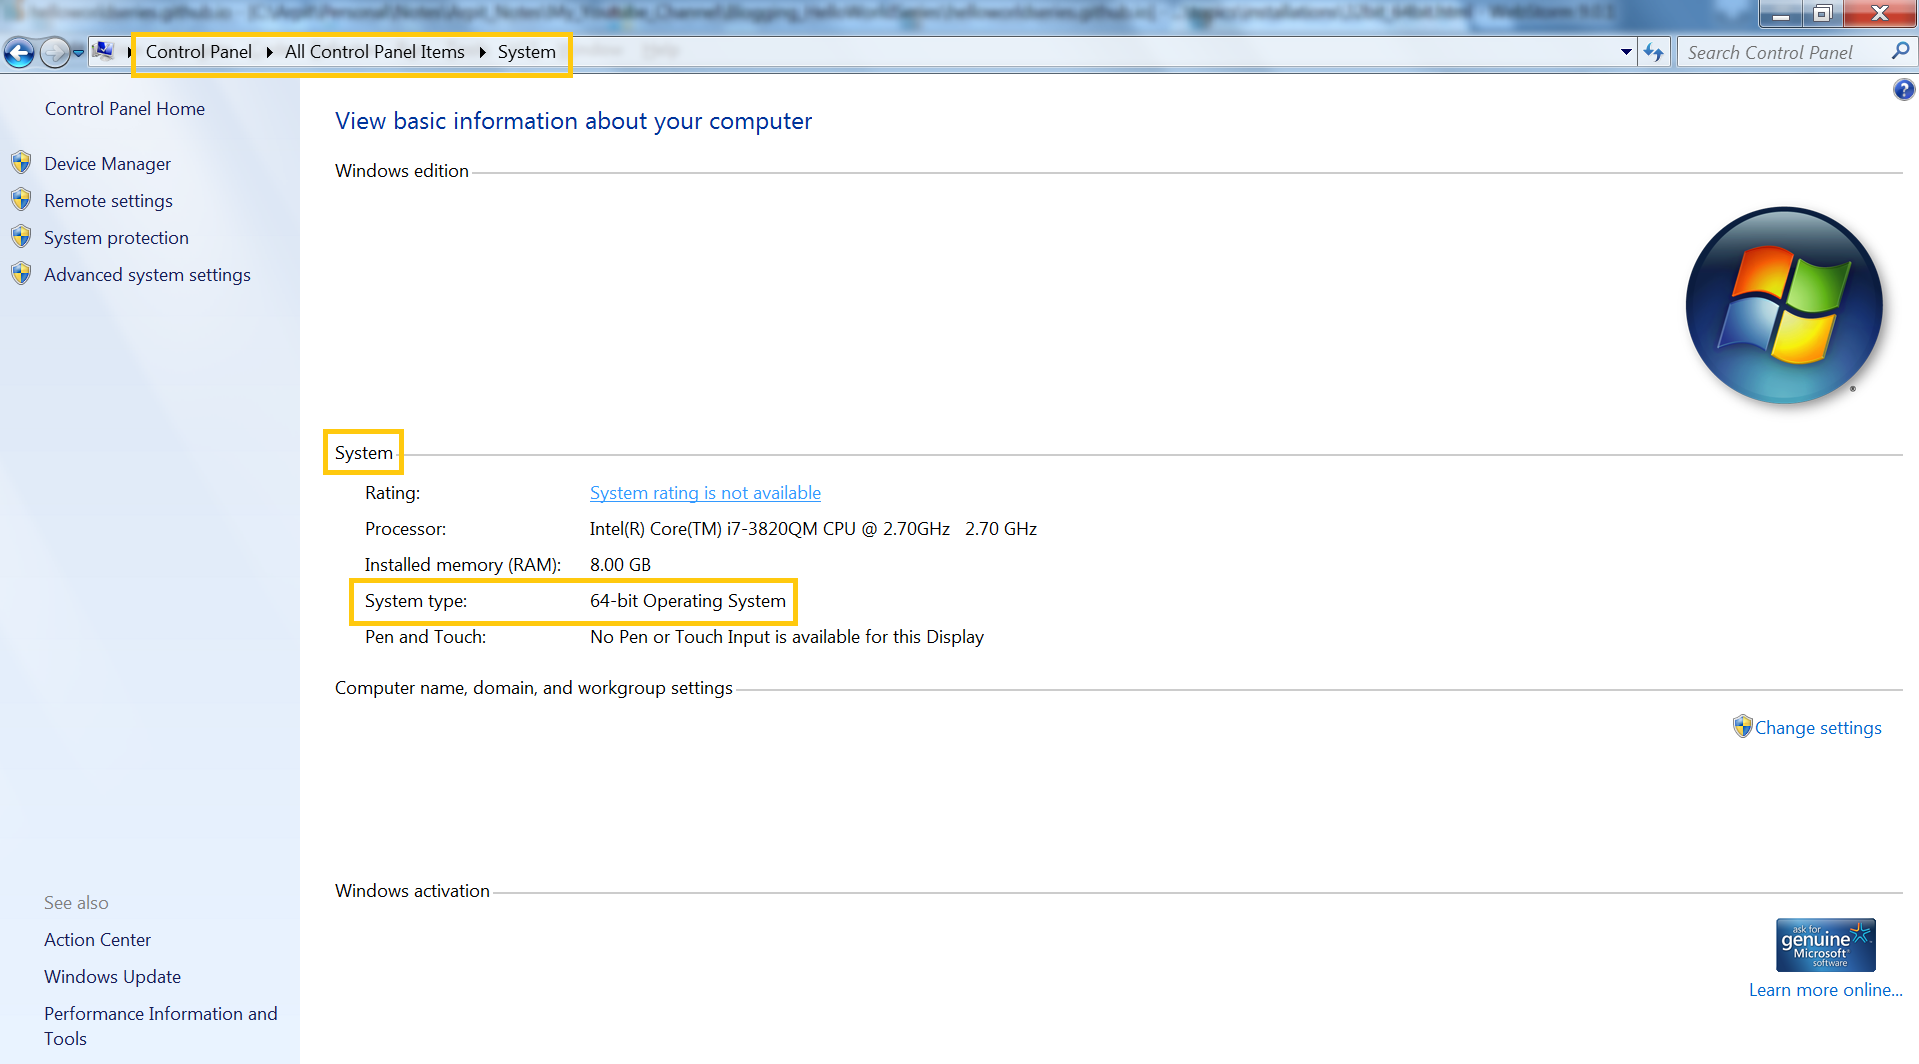 Control Panel ▸ All Control Panel Items ▸ System
Search Control Panel
Control Panel Home
Device Manager
Remote settings
System protection
Advanced system settings
See also
Action Center
Windows Update
Performance Information and
Tools
View basic information about your computer
Windows edition
System
Rating: System rating is not available
Processor: Intel(R) Core(TM) i7-3820QM CPU @ 2.70GHz 2.70 GHz
Installed memory (RAM): 8.00 GB
System type: 64-bit Operating System
Pen and Touch: No Pen or Touch Input is available for this Display
Computer name, domain, and workgroup settings
Change settings
Windows activation
ask for
genuine
Microsoft
software
Learn more online...